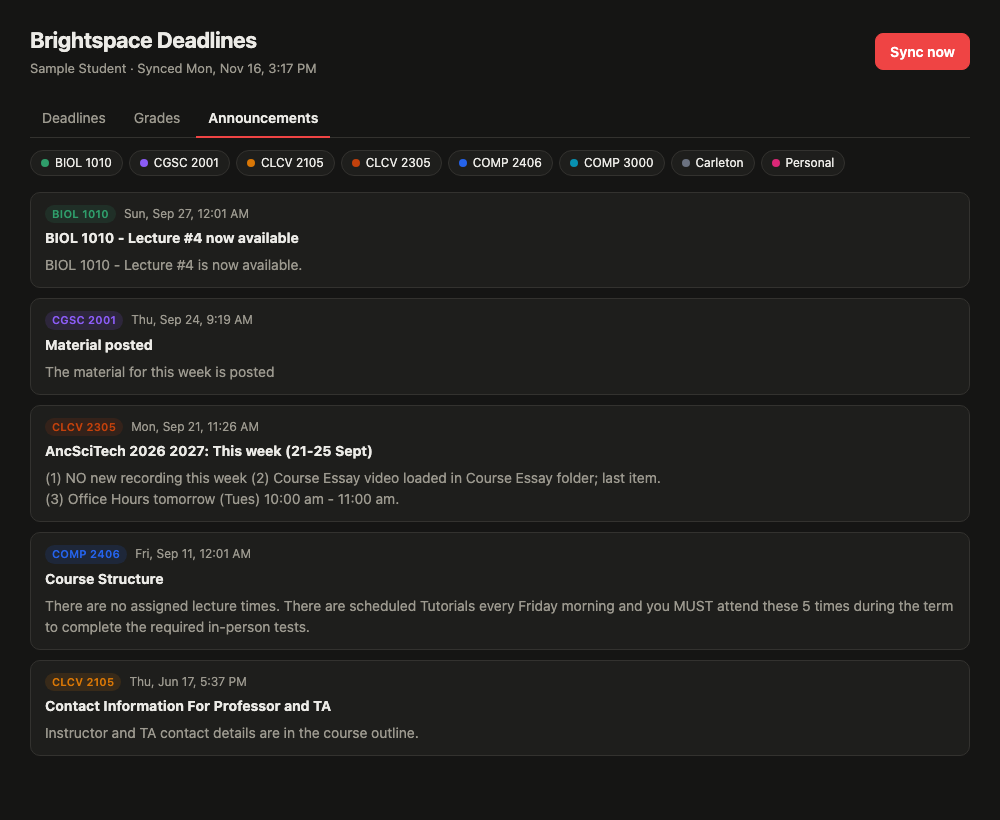 Brightspace Deadlines
Sample Student · Synced Mon, Nov 16, 3:17 PM
Sync now
Deadlines Grades Announcements
BIOL 1010 CGSC 2001 CLCV 2105 CLCV 2305 COMP 2406 COMP 3000 Carleton Personal
BIOL 1010 Sun, Sep 27, 12:01 AM
BIOL 1010 - Lecture #4 now available
BIOL 1010 - Lecture #4 is now available.
CGSC 2001 Thu, Sep 24, 9:19 AM
Material posted
The material for this week is posted
CLCV 2305 Mon, Sep 21, 11:26 AM
AncSciTech 2026 2027: This week (21-25 Sept)
(1) NO new recording this week (2) Course Essay video loaded in Course Essay folder; last item.
(3) Office Hours tomorrow (Tues) 10:00 am - 11:00 am.
COMP 2406 Fri, Sep 11, 12:01 AM
Course Structure
There are no assigned lecture times. There are scheduled Tutorials every Friday morning and you MUST attend these 5 times during the term
to complete the required in-person tests.
CLCV 2105 Thu, Jun 17, 5:37 PM
Contact Information For Professor and TA
Instructor and TA contact details are in the course outline.